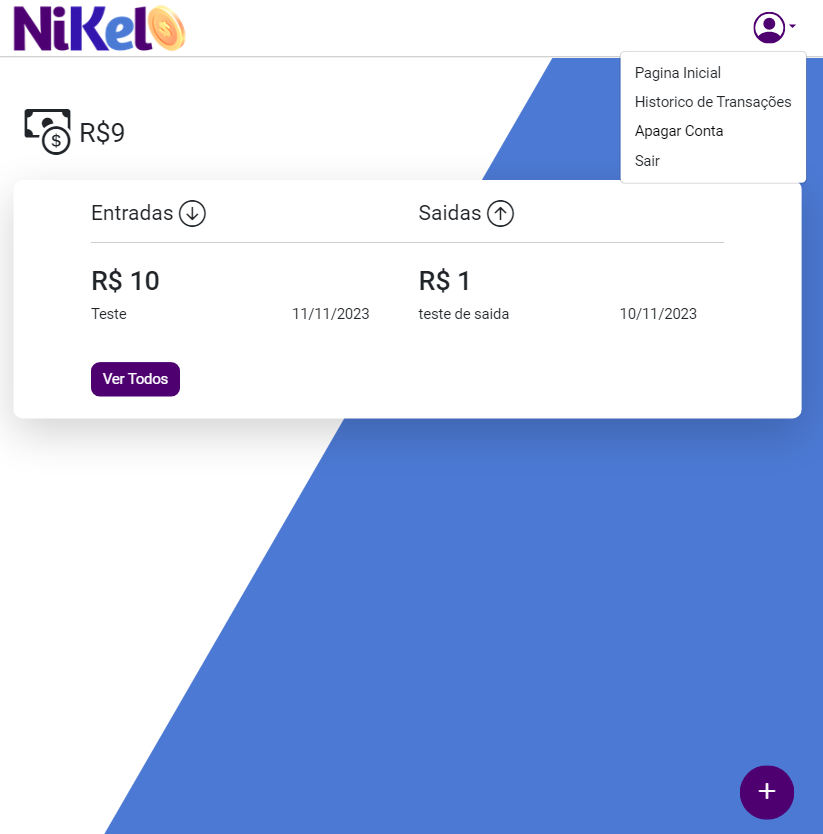 NiKelo
Pagina Inicial
Historico de Transações
Apagar Conta
Sair
R$9
Entradas
Saidas
R$ 10
R$ 1
Teste 11/11/2023
teste de saida 10/11/2023
Ver Todos
+